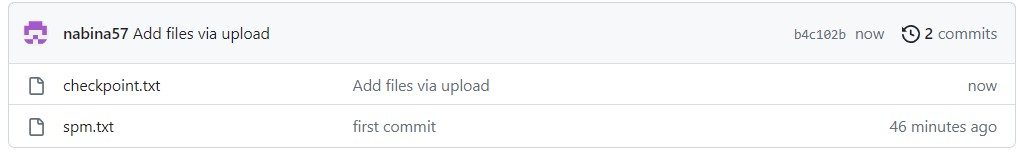 nabina57 Add files via upload b4c102b now 2 commits
checkpoint.txt Add files via upload now
spm.txt first commit 46 minutes ago